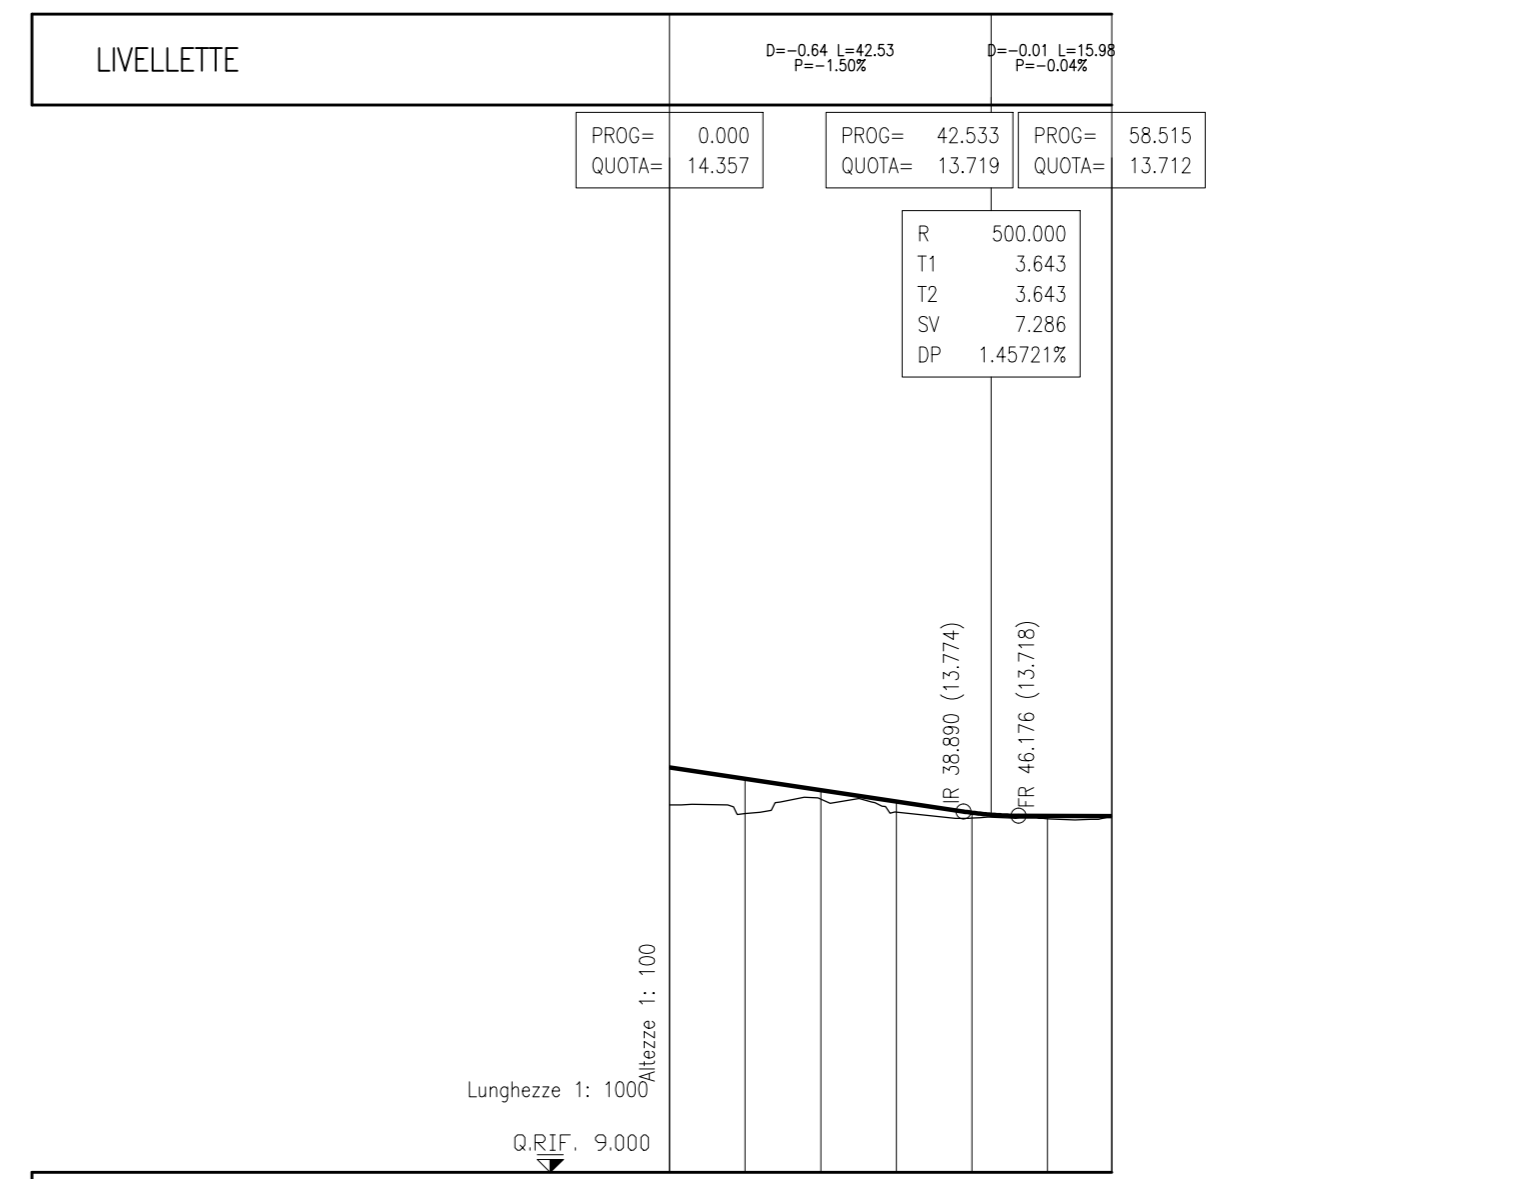 LIVELLETTE
D=-0.64 L=42.53
P=-1.50%
D=-0.01 L=15.98
P=-0.04%
PROG= 0.000
QUOTA= 14.357
PROG= 42.533
QUOTA= 13.719
PROG= 58.515
QUOTA= 13.712
R 500.000
T1 3.643
T2 3.643
SV 7.286
DP 1.45721%
IR 38.890 (13.774)
FR 46.176 (13.718)
Altezze 1: 100
Lunghezze 1: 1000
Q.RIF. 9.000